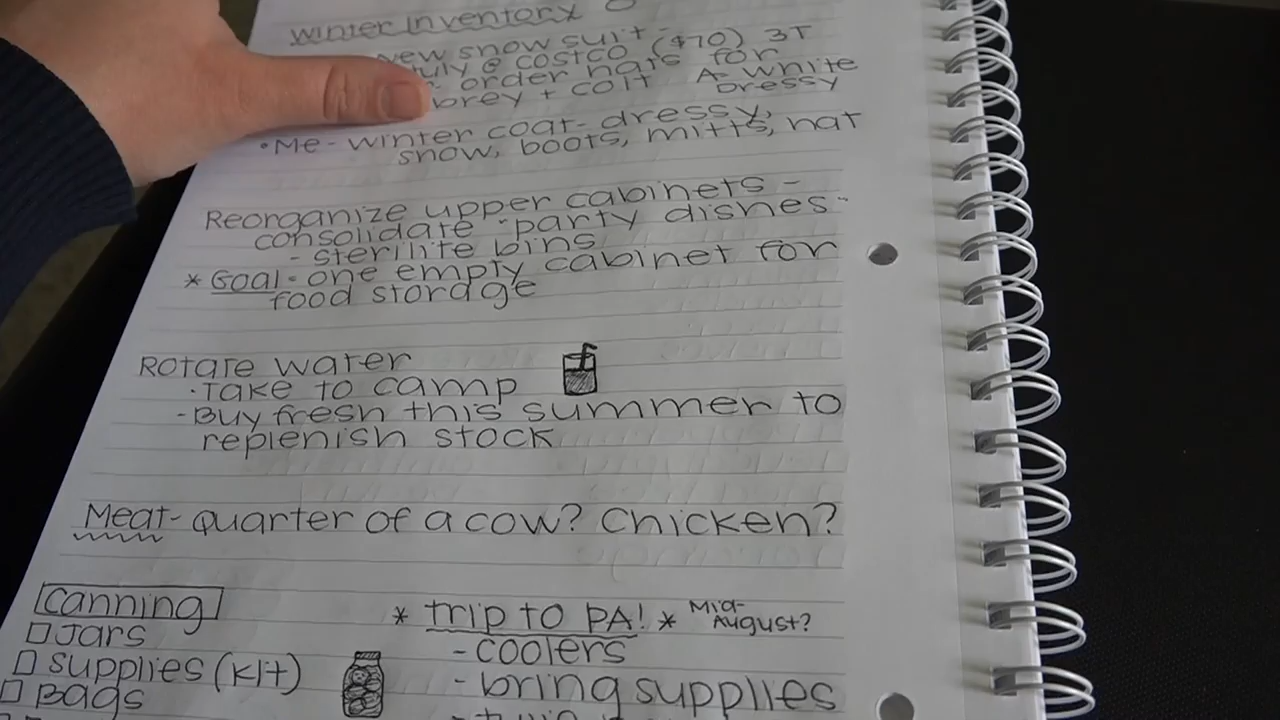 Winter Inventory
New snow suit - 
July @ Costco ($70) 3T
order hats for
brey + colt A- white
Dressy
• Me - winter coat - dressy,
snow, boots, mitts, hat
Reorganize upper cabinets -
consolidate "party dishes"
- sterilite bins
* Goal - one empty cabinet for
food storage
Rotate water
· Take to camp
- Buy fresh this summer to
replenish stock
Meat - quarter of a cow? Chicken?
Canning
□ Jars
□ supplies (kit)
□ Bags
* trip to PA! * Mid-
August?
- coolers
- bring supplies